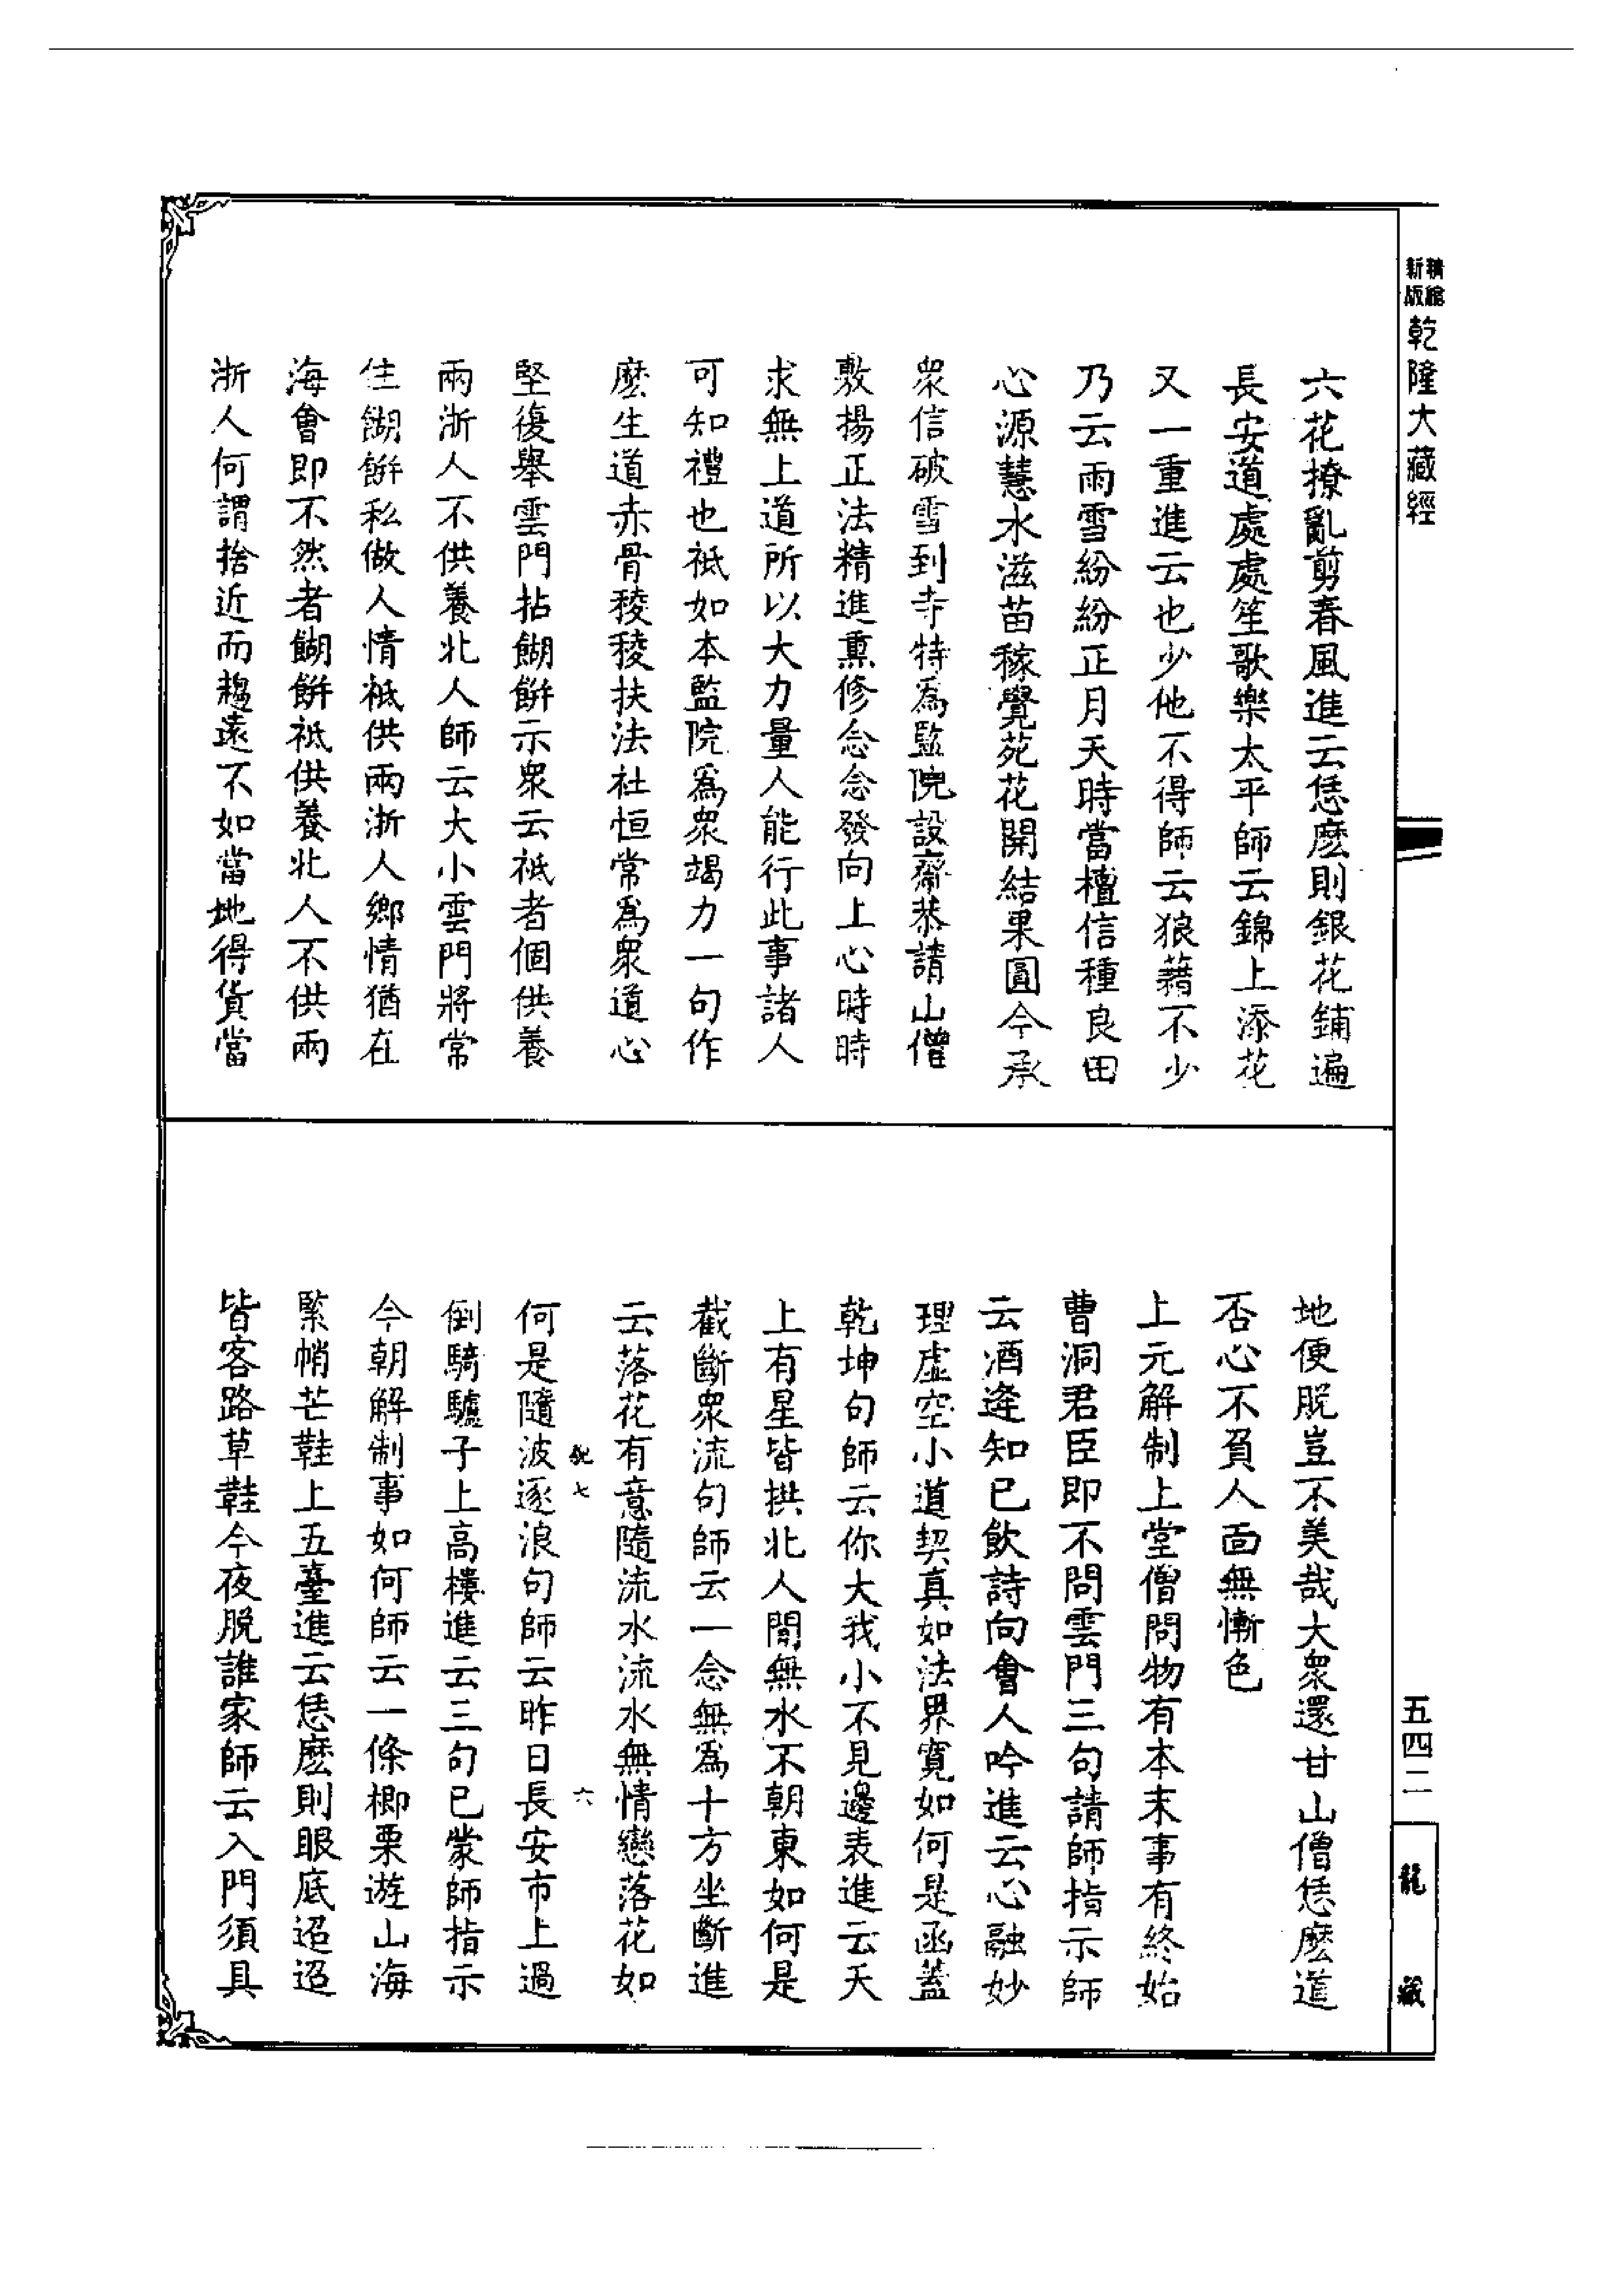 精縮新版
乾隆大藏經
六花撩亂剪春風進云恁麼則銀花鋪遍
長安道處處笙歌樂太平師云錦上添花
又一重進云也少他不得師云狼藉不少
乃云雨雪紛紛正月天時當檀信種良田
心源慧水滋苗稼覺苑花開結果圓今承
衆信破雪到寺特為監院設齋恭請山僧
敷揚正法精進熏修念念發向上心時時
求無上道所以大力量人能行此事諸人
可知禮也祇如本監院為衆竭力一句作
麼生道赤骨稜稜扶法社恒常為衆道心
堅復舉雲門拈餬餅示衆云祇者個供養
兩浙人不供養北人師云大小雲門將常
住餬餅私做人情祇供兩浙人鄉情猶在
海會即不然者餬餅祇供養北人不供兩
浙人何謂捨近而趨遠不如當地得貨當
地便脫豈不美哉大衆還甘山僧恁麼道
否心不負人面無慚色
上元解制上堂僧問物有本末事有終始
曹洞君臣即不問雲門三句請師指示師
云酒逢知已飲詩向會人吟進云心融妙
理虛空小道契真如法界寬如何是函蓋
乾坤句師云你大我小不見邊表進云天
上有星皆拱北人間無水不朝東如何是
截斷衆流句師云一念無為十方坐斷進
云落花有意隨流水流水無情戀落花如
何是隨波逐浪句師云昨日長安市上過
倒騎驢子上高樓進云三句已蒙師指示
今朝解制事如何師云一條榔栗遊山海
緊帩芒鞋上五臺進云恁麼則眼底迢迢
皆客路草鞋今夜脫誰家師云入門須具
七
六
五四二
龍藏